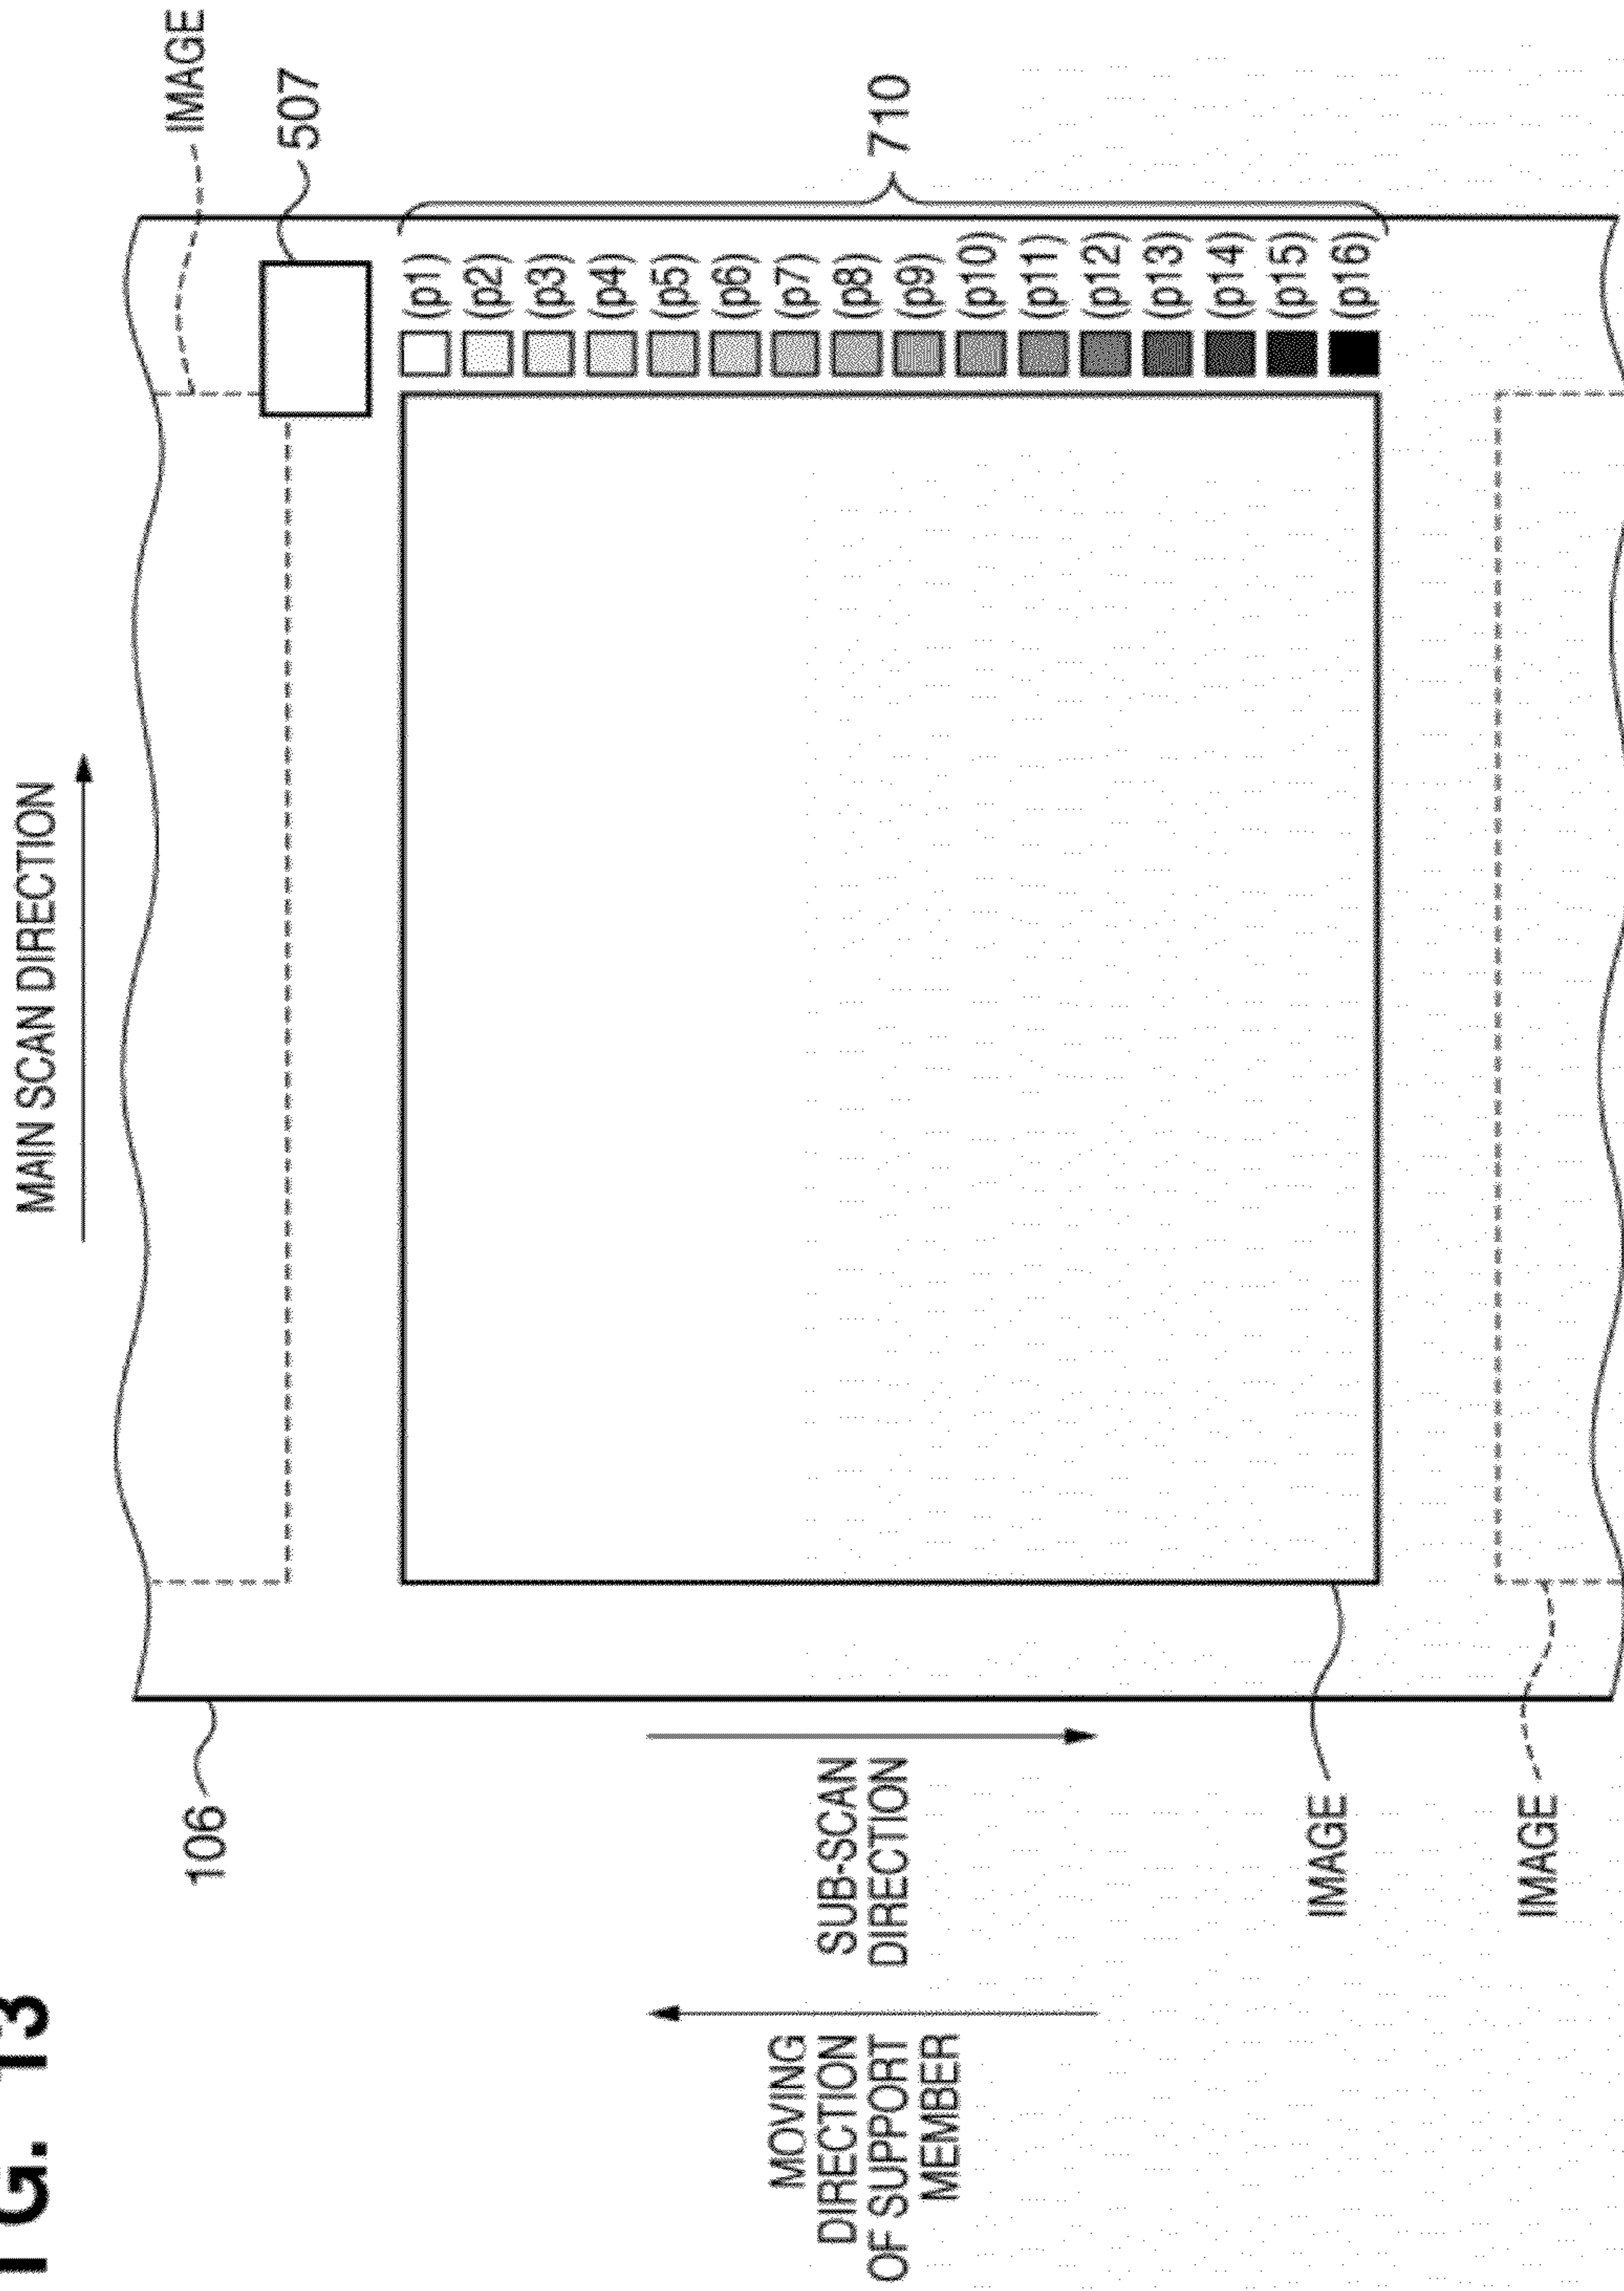 FIG. 13
MAIN SCAN DIRECTION
IMAGE
507
(p1)
(p2)
(p3)
(p4)
(p5)
(p6)
(p7)
(p8)
(p9)
(p10)
(p11)
(p12)
(p13)
(p14)
(p15)
(p16)
710
106
SUB-SCAN
DIRECTION
MOVING
DIRECTION
OF SUPPORT
MEMBER
IMAGE
IMAGE